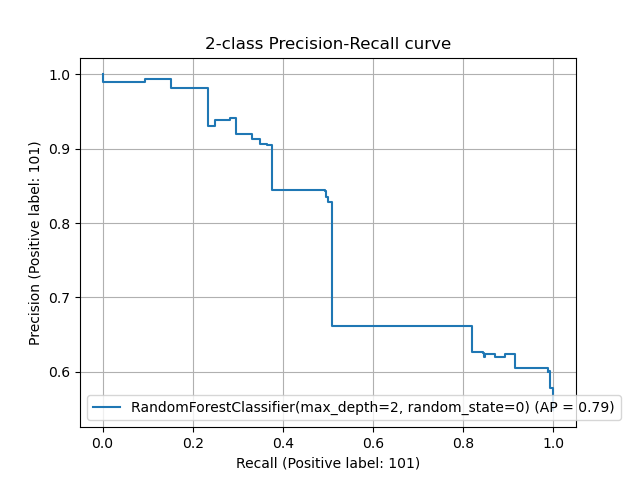 2-class Precision-Recall curve
1.0
0.9
0.8
0.7
0.6
Precision (Positive label: 101)
RandomForestClassifier(max_depth=2, random_state=0) (AP = 0.79)
0.0 0.2 0.4 0.6 0.8 1.0
Recall (Positive label: 101)